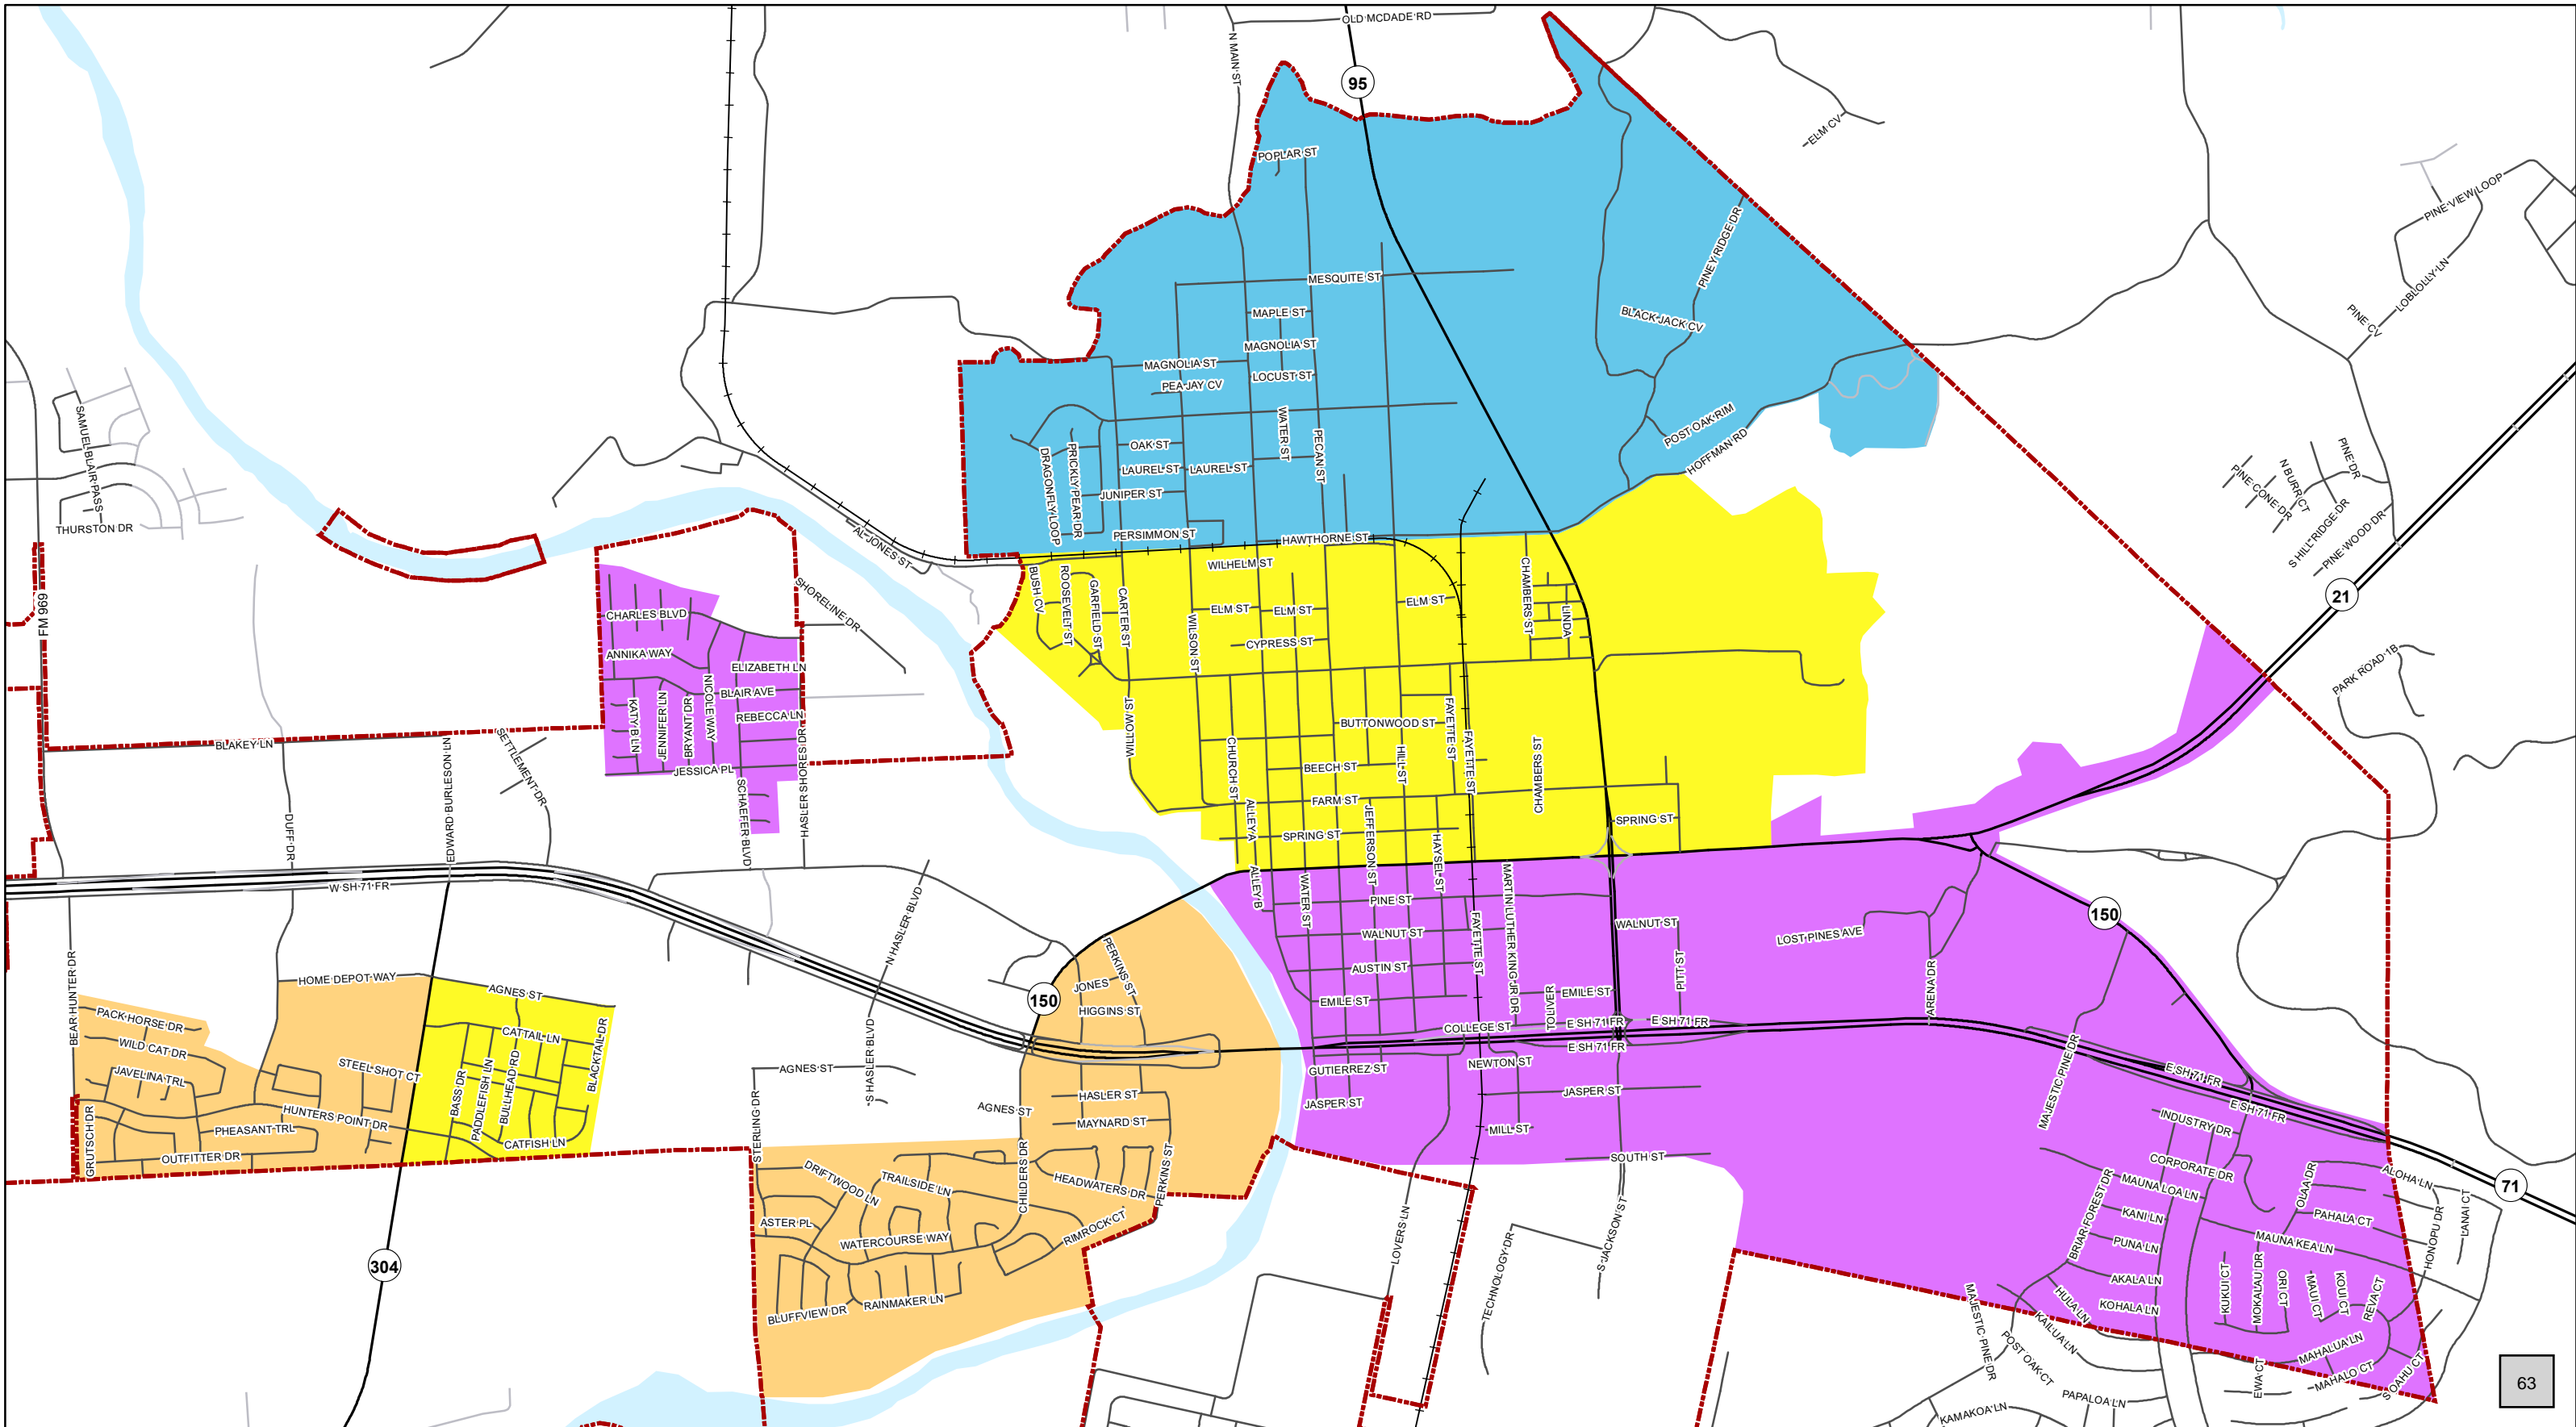 OLD MCDADE RD
N MAIN ST
95
ELM CV
POPLAR ST
PINE VIEW LOOP
PINEY RIDGE DR
LOBLOLLY LN
PINE CV
MESQUITE ST
MAPLE ST
BLACK JACK CV
MAGNOLIA ST
MAGNOLIA ST
LOCUST ST
PEA JAY CV
WATER ST
PECAN ST
POST OAK RIM
HOFFMAN RD
OAK ST
LAUREL ST
LAUREL ST
JUNIPER ST
DRAGONFLY LOOP
PRICKLY PEAR DR
PERSIMMON ST
HAWTHORNE ST
SAMUEL BLAIR PASS
THURSTON DR
AL JONES ST
PINE DR
N BURR CT
PINE CONE DR
S HILL RIDGE DR
PINE WOOD DR
21
FM 969
WILHELM ST
BUSH CV
ROOSEVELT ST
GARFIELD ST
CARTER ST
WILSON ST
ELM ST
ELM ST
ELM ST
CYPRESS ST
CHAMBERS ST
LINDA
SHORELINE DR
CHARLES BLVD
ANNIKA WAY
ELIZABETH LN
BLAIR AVE
REBECCA LN
KATY B LN
JENNIFER LN
BRYANT DR
NICOLE WAY
JESSICA PL
SCHAEFER BLVD
HASLER SHORES DR
PARK ROAD 1B
BLAKEY LN
SETTLEMENT DR
EDWARD BURLESON LN
DUFF DR
WILLOW ST
BUTTONWOOD ST
FAYETTE ST
FAYETTE ST
HILL ST
CHURCH ST
BEECH ST
CHAMBERS ST
FARM ST
ALLEY A
SPRING ST
SPRING ST
JEFFERSON ST
HAYSEL ST
ALLEY B
WATER ST
PINE ST
MARTIN LUTHER KING JR DR
FAYETTE ST
WALNUT ST
WALNUT ST
AUSTIN ST
EMILE ST
EMILE ST
TOLIVER
PITT ST
LOST PINES AVE
ARENA DR
150
W SH 71 FR
N HASLER BLVD
S HASLER BLVD
BEAR HUNTER DR
HOME DEPOT WAY
AGNES ST
PACK HORSE DR
WILD CAT DR
JAVELINA TRL
STEEL SHOT CT
HUNTERS POINT DR
PHEASANT TRL
OUTFITTER DR
GRUTSCH DR
CATTAIL LN
BASS DR
PADDLEFISH LN
BULLHEAD RD
BLACKTAIL DR
CATFISH LN
304
150
PERKINS ST
JONES
HIGGINS ST
COLLEGE ST
E SH 71 FR
E SH 71 FR
E SH 71 FR
GUTIERREZ ST
NEWTON ST
JASPER ST
JASPER ST
MILL ST
SOUTH ST
AGNES ST
AGNES ST
HASLER ST
MAYNARD ST
STERLING DR
CHILDERS DR
PERKINS ST
DRIFTWOOD LN
TRAILSIDE LN
HEADWATERS DR
ASTER PL
WATERCOURSE WAY
RIMROCK CT
RAINMAKER LN
BLUFFVIEW DR
LOVERS LN
TECHNOLOGY DR
S JACKSON ST
MAJESTIC PINE DR
E SH 71 FR
E SH 71 FR
INDUSTRY DR
CORPORATE DR
MAUNA LOA LN
BRIAR FOREST DR
KANI LN
PUNA LN
AKALA LN
KOHALA LN
HULA LN
KAILUA LN
POST OAK CT
MAJESTIC PINE DR
OLAA DR
PAHALA CT
MAUNA KEA LN
ALOHA LN
HONOPU DR
LANAI CT
71
KUKUI CT
MOKALAU DR
ORI CT
MAUI CT
KOUI CT
REVA CT
MAHALUA LN
MAHALO CT
S OAHU CT
EWA CT
PAPALOA LN
KAMAKOA LN
63